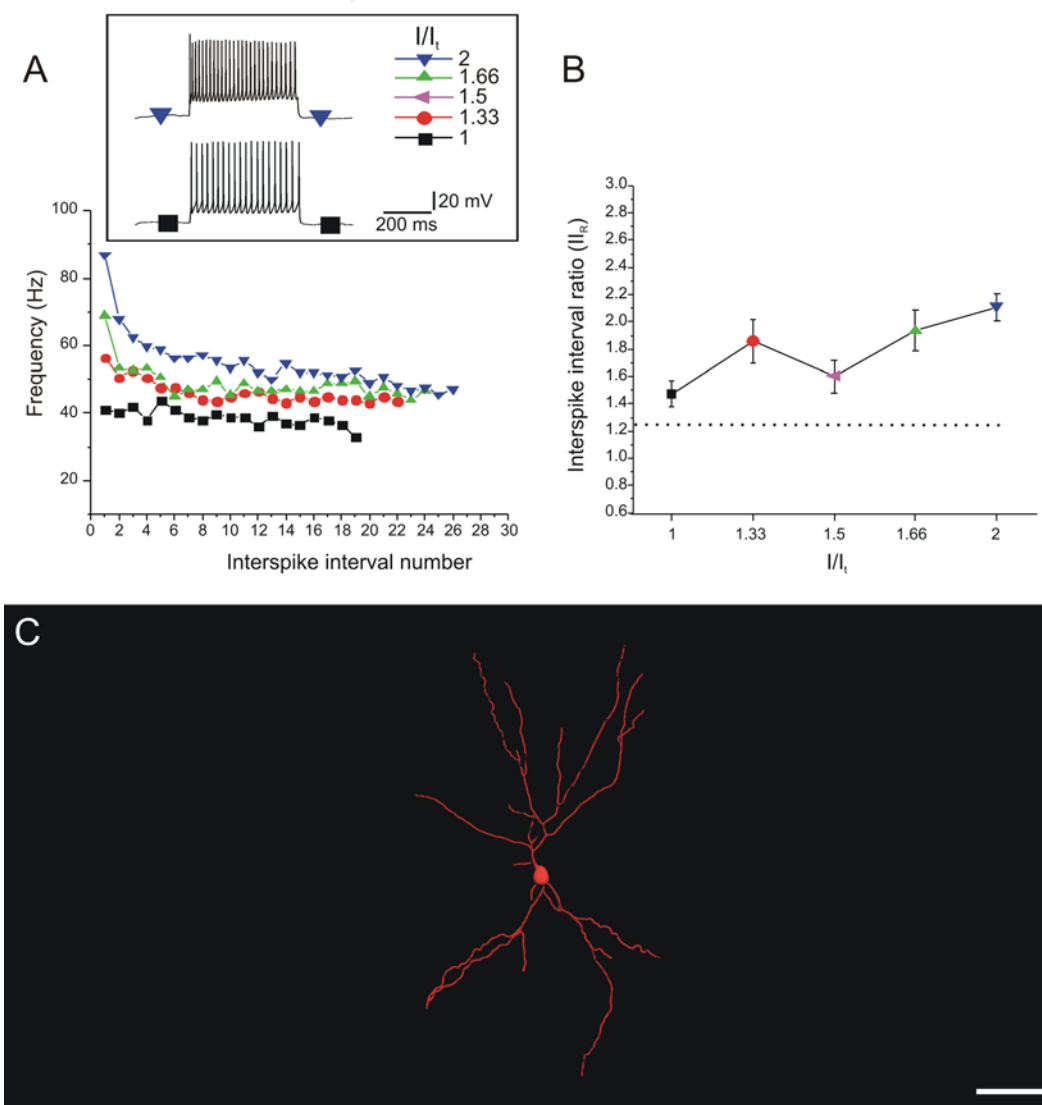 A
I/It
2
1.66
1.5
1.33
1
20 mV
200 ms
100
80
60
40
20
Frequency (Hz)
0 2 4 6 8 10 12 14 16 18 20 22 24 26 28 30
Interspike interval number
B
3.0
2.8
2.6
2.4
2.2
2.0
1.8
1.6
1.4
1.2
1.0
0.8
0.6
Interspike interval ratio (IIR)
1 1.33 1.5 1.66 2
I/It
C